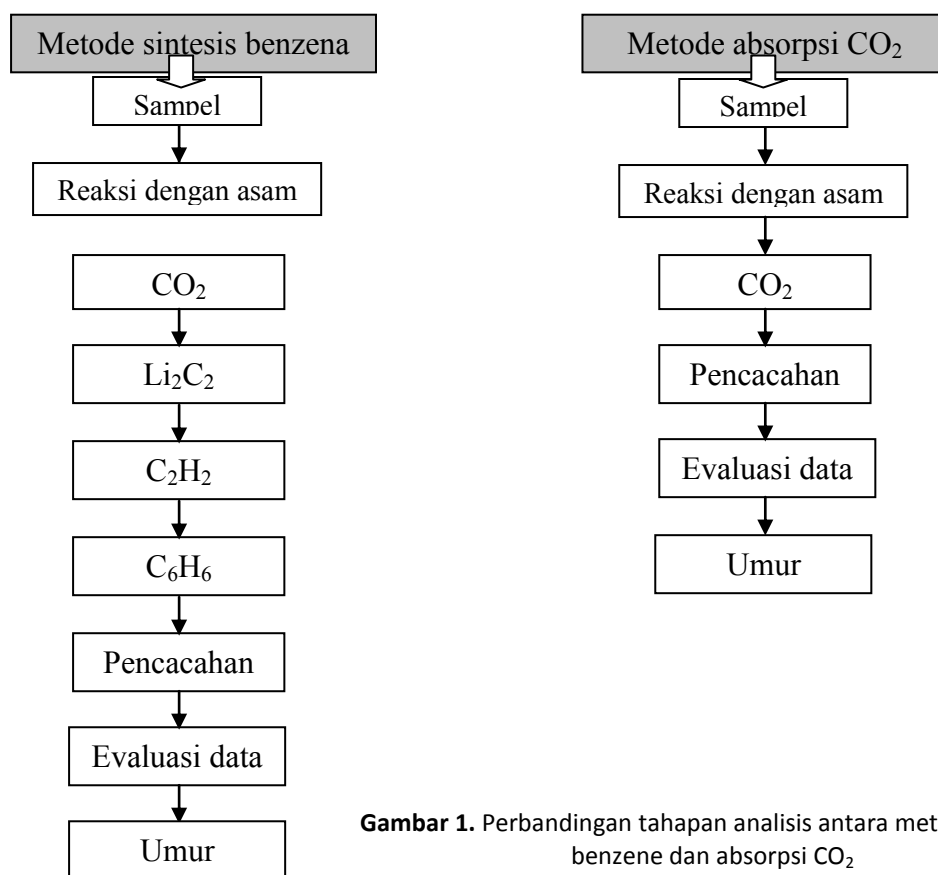 Metode sintesis benzena
Sampel
Reaksi dengan asam
CO₂
Li₂C₂
C₂H₂
C₆H₆
Pencacahan
Evaluasi data
Umur
Metode absorpsi CO₂
Sampel
Reaksi dengan asam
CO₂
Pencacahan
Evaluasi data
Umur
Gambar 1. Perbandingan tahapan analisis antara met
benzene dan absorpsi CO₂